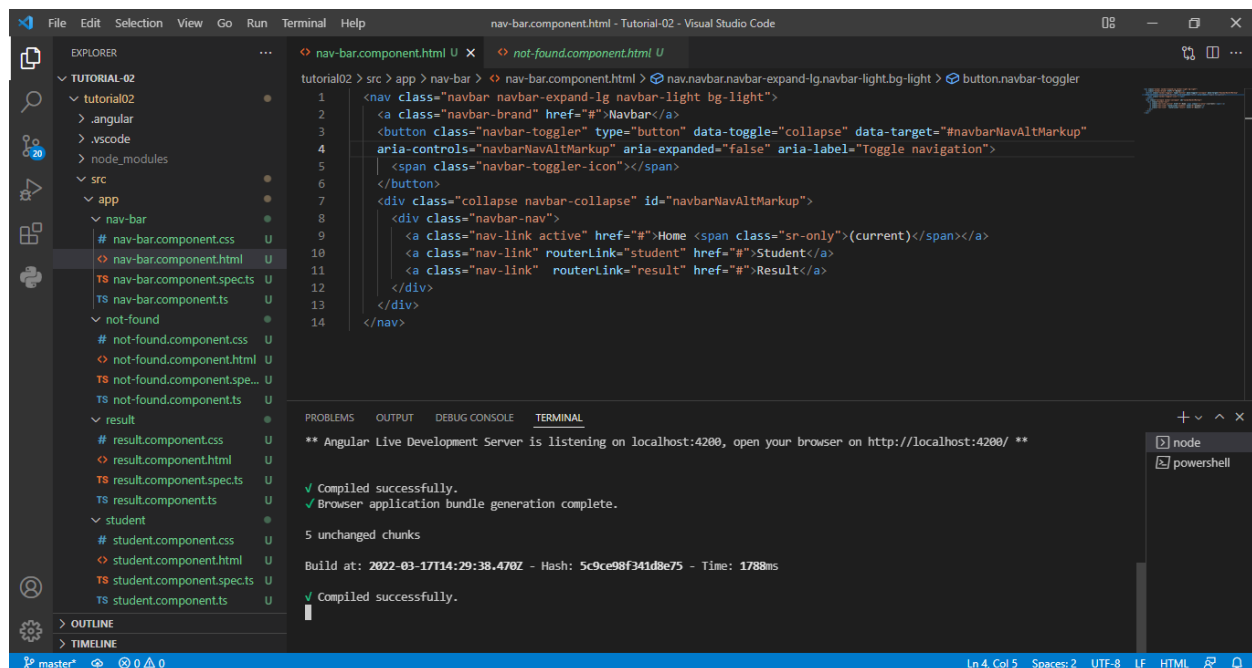 File Edit Selection View Go Run Terminal Help nav-bar.component.html - Tutorial-02 - Visual Studio Code
EXPLORER
TUTORIAL-02
tutorial02
.angular
.vscode
node_modules
src
app
nav-bar
# nav-bar.component.css U
<> nav-bar.component.html U
TS nav-bar.component.spec.ts U
TS nav-bar.component.ts U
not-found
# not-found.component.css U
<> not-found.component.html U
TS not-found.component.spe... U
TS not-found.component.ts U
result
# result.component.css U
<> result.component.html U
TS result.component.spec.ts U
TS result.component.ts U
student
# student.component.css U
<> student.component.html U
TS student.component.spec.ts U
TS student.component.ts U
OUTLINE
TIMELINE
20
<> nav-bar.component.html U <> not-found.component.html U
tutorial02 > src > app > nav-bar > <> nav-bar.component.html > nav.navbar.navbar-expand-lg.navbar-light.bg-light > button.navbar-toggler
1 <nav class="navbar navbar-expand-lg navbar-light bg-light">
2 <a class="navbar-brand" href="#">Navbar</a>
3 <button class="navbar-toggler" type="button" data-toggle="collapse" data-target="#navbarNavAltMarkup"
4 aria-controls="navbarNavAltMarkup" aria-expanded="false" aria-label="Toggle navigation">
5 <span class="navbar-toggler-icon"></span>
6 </button>
7 <div class="collapse navbar-collapse" id="navbarNavAltMarkup">
8 <div class="navbar-nav">
9 <a class="nav-link active" href="#">Home <span class="sr-only">(current)</span></a>
10 <a class="nav-link" routerLink="student" href="#">Student</a>
11 <a class="nav-link"  routerLink="result" href="#">Result</a>
12 </div>
13 </div>
14 </nav>
PROBLEMS OUTPUT DEBUG CONSOLE TERMINAL
** Angular Live Development Server is listening on localhost:4200, open your browser on http://localhost:4200/ **
√ Compiled successfully.
√ Browser application bundle generation complete.
5 unchanged chunks
Build at: 2022-03-17T14:29:38.470Z - Hash: 5c9ce98f341d8e75 - Time: 1788ms
√ Compiled successfully.
node
powershell
master* 0 0 Ln 4, Col 5 Spaces: 2 UTF-8 LF HTML